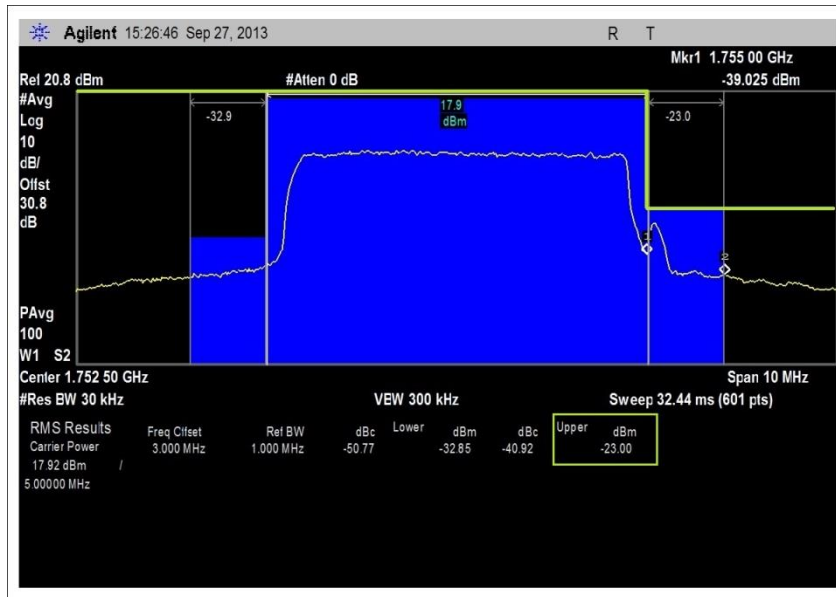 Agilent 15:26:46 Sep 27, 2013 R T
Mkr1 1.755 00 GHz
Ref 20.8 dBm #Atten 0 dB -39.025 dBm
#Avg
Log
10
dB/
Offst
30.8
dB
-32.9
17.9
dBm
-23.0
1
2
PAvg
100
W1 S2
Center 1.752 50 GHz Span 10 MHz
#Res BW 30 kHz VBW 300 kHz Sweep 32.44 ms (601 pts)
RMS Results Freq Offset Ref BW dBc Lower dBm dBc Upper dBm
Carrier Power 3.000 MHz 1.000 MHz -50.77 -32.85 -40.92 -23.00
17.92 dBm /
5.00000 MHz